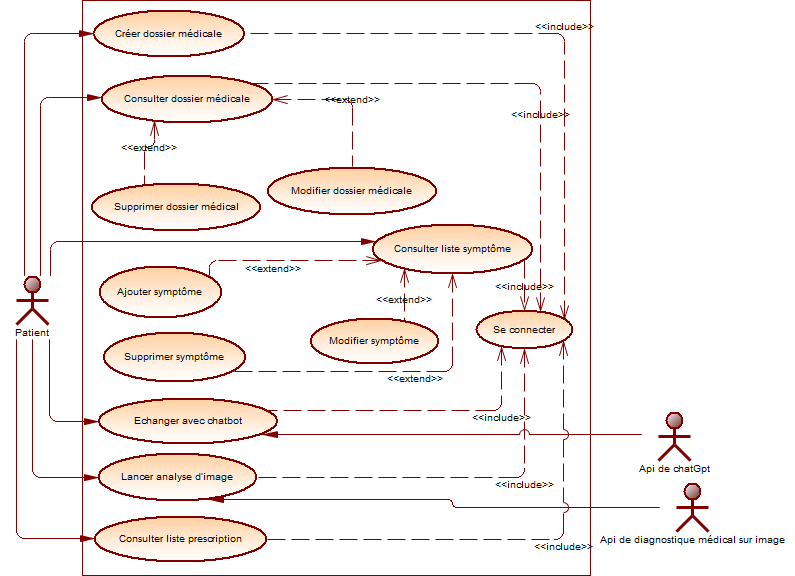 Créer dossier médicale
<<include>>
Consulter dossier médicale
<<extend>>
<<include>>
<<extend>>
Supprimer dossier médical
Modifier dossier médicale
Consulter liste symptôme
<<extend>>
<<include>>
Ajouter symptôme
<<extend>>
Patient
Se connecter
Modifier symptôme
Supprimer symptôme
<<extend>>
Echanger avec chatbot
<<include>>
Api de chatGpt
Lancer analyse d'image
<<include>>
Consulter liste prescription
<<include>>
Api de diagnostique médical sur image